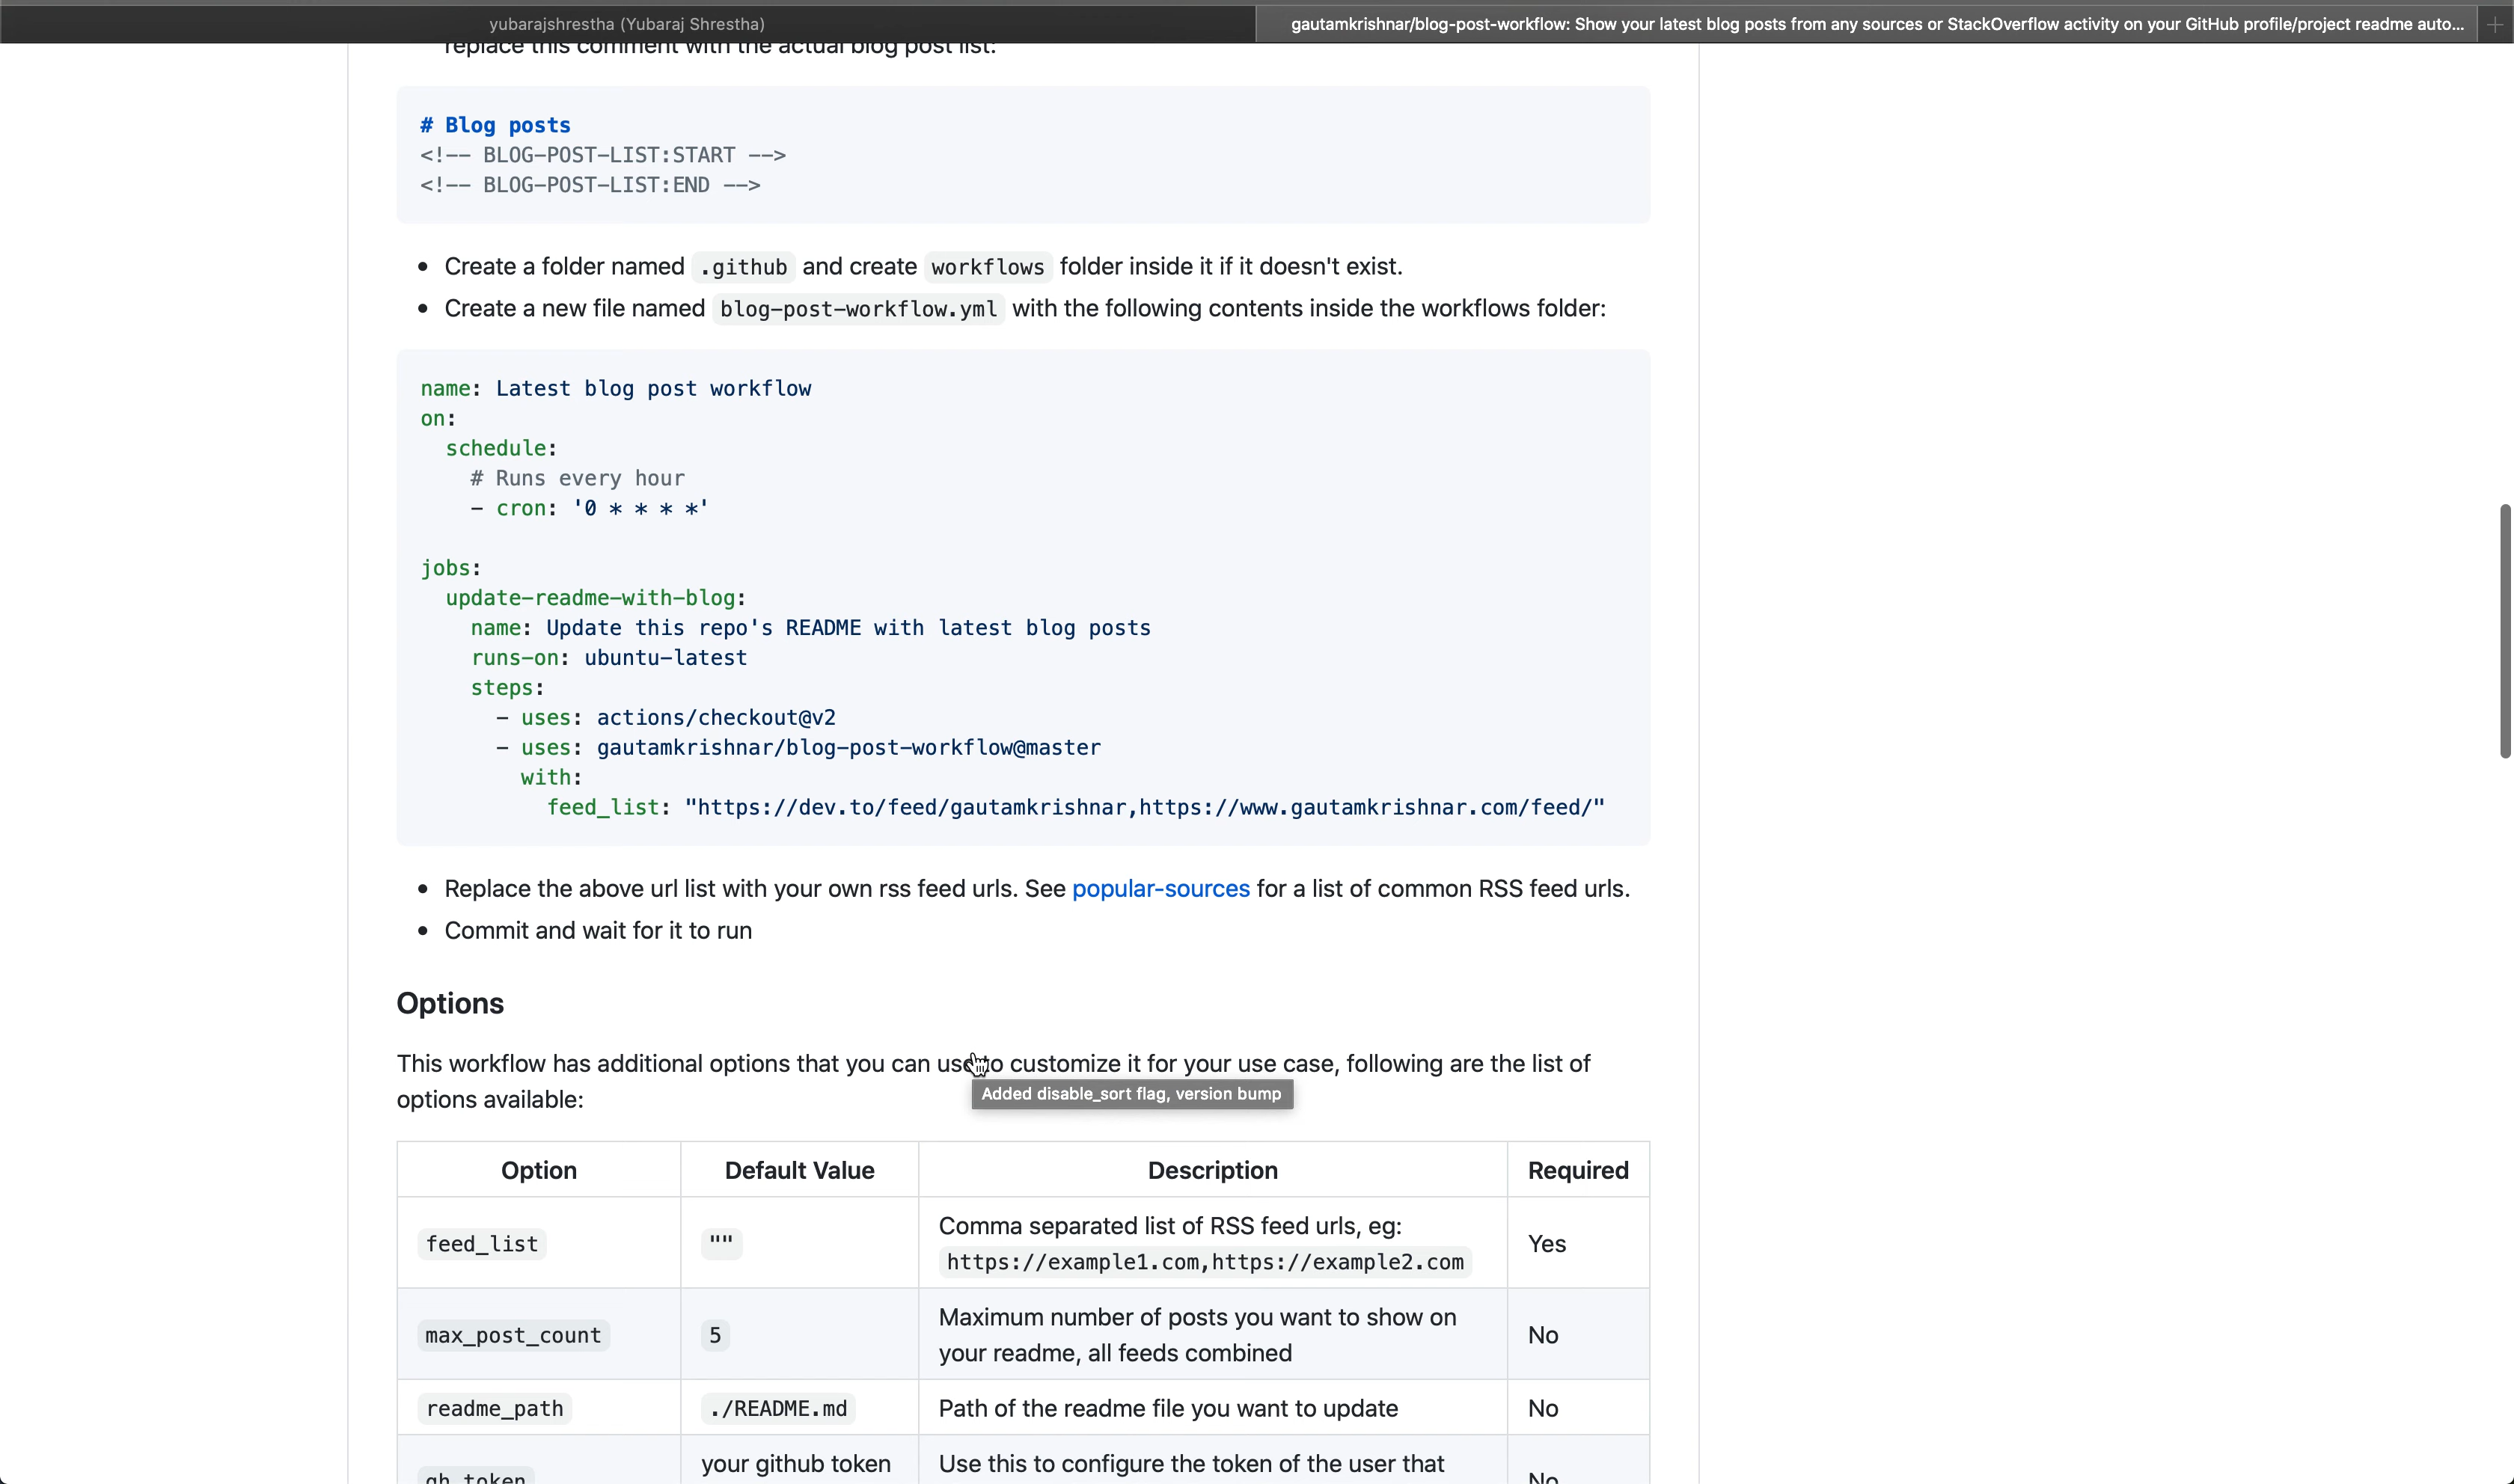 yubarajshrestha (Yubaraj Shrestha)
gautamkrishnar/blog-post-workflow: Show your latest blog posts from any sources or StackOverflow activity on your GitHub profile/project readme auto...
replace this comment with the actual blog post list:
# Blog posts
<!-- BLOG-POST-LIST:START -->
<!-- BLOG-POST-LIST:END -->
• Create a folder named .github and create workflows folder inside it if it doesn't exist.
• Create a new file named blog-post-workflow.yml with the following contents inside the workflows folder:
name: Latest blog post workflow
on:
  schedule:
    # Runs every hour
    - cron: '0 * * * *'
jobs:
  update-readme-with-blog:
    name: Update this repo's README with latest blog posts
    runs-on: ubuntu-latest
    steps:
      - uses: actions/checkout@v2
      - uses: gautamkrishnar/blog-post-workflow@master
        with:
          feed_list: "https://dev.to/feed/gautamkrishnar,https://www.gautamkrishnar.com/feed/"
• Replace the above url list with your own rss feed urls. See popular-sources for a list of common RSS feed urls.
• Commit and wait for it to run
Options
This workflow has additional options that you can use to customize it for your use case, following are the list of
Added disable_sort flag, version bump
options available:
Option Default Value Description Required
feed_list "" Comma separated list of RSS feed urls, eg: Yes
https://example1.com,https://example2.com
max_post_count 5 Maximum number of posts you want to show on No
your readme, all feeds combined
readme_path ./README.md Path of the readme file you want to update No
gh_token your github token Use this to configure the token of the user that No